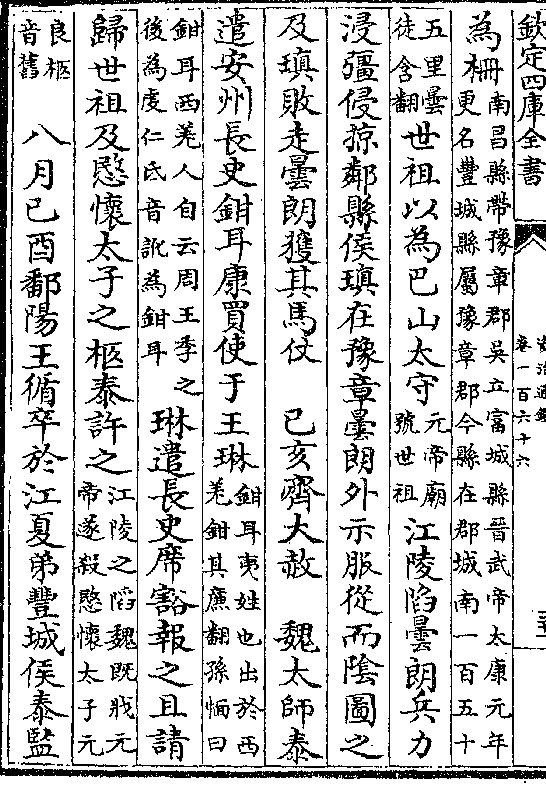 欽定四庫全書
資治通鑑
卷一百六十六
為柵南昌縣帶豫章郡吳立富城縣晉武帝太康元年更名豐城縣屬豫章郡今縣在郡城南一百五十
五里曇徒含翻世祖以為巴山太守元帝廟號世祖江陵陷曇朗兵力
浸彊侵掠鄰縣侯瑱在豫章曇朗外示服從而陰圖之
及瑱敗走曇朗獲其馬仗 己亥齊大赦 魏太師泰
遣安州長史鉗耳康買使于王琳鉗耳夷姓也出於西羌鉗其廉翻孫愐曰
鉗耳西羌人自云周王季之後為虔仁氏音訛為鉗耳琳遣長史席豁報之且請
歸世祖及愍懷太子之柩泰許之江陵之陷魏既戕元帝遂殺愍懷太子元
良柩音舊 八月己酉鄱陽王循卒於江夏弟豐城侯泰監